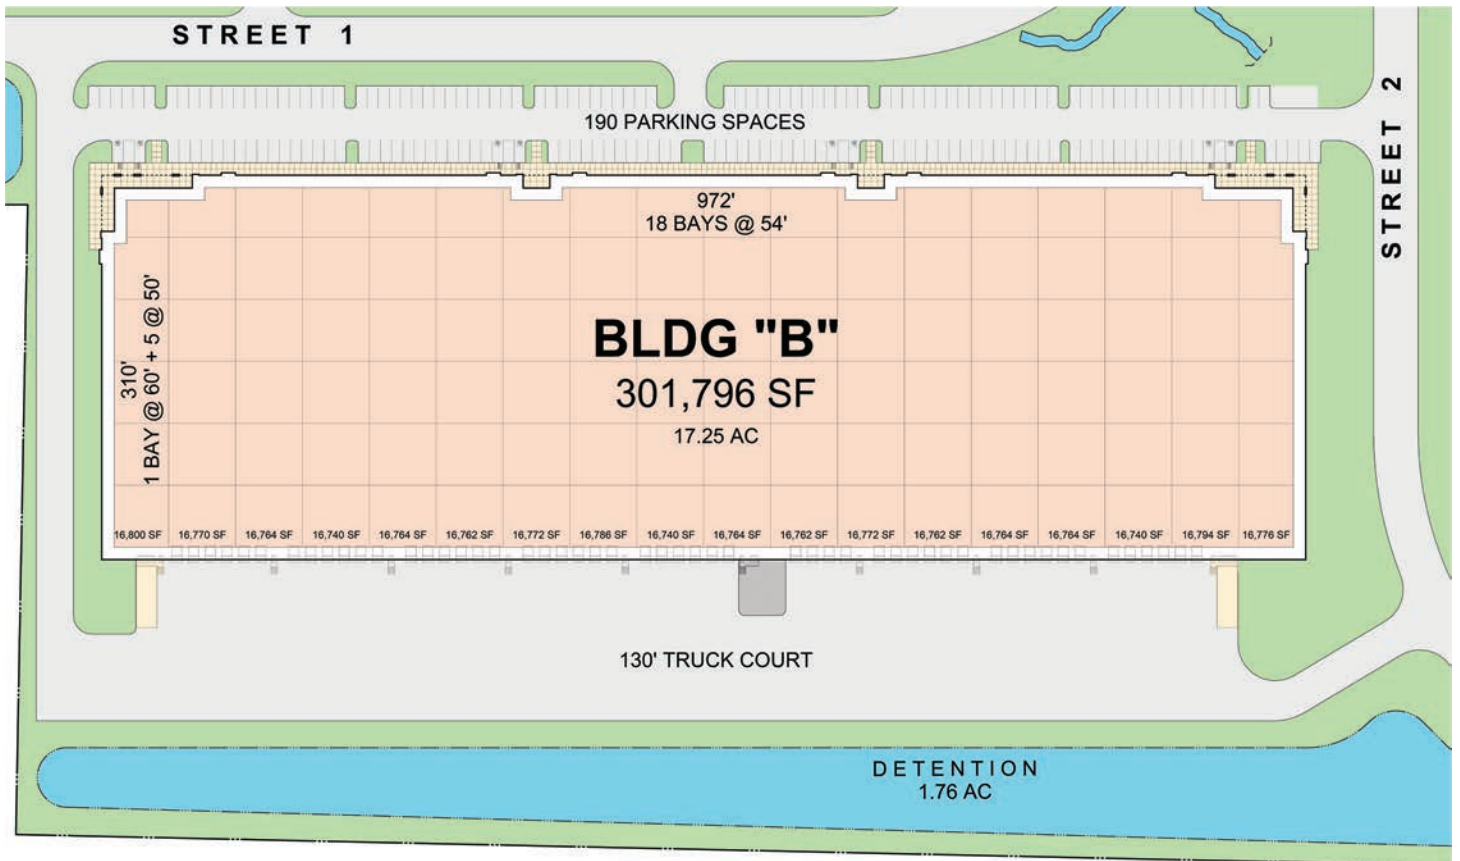 STREET 1
STREET 2
190 PARKING SPACES
972'
18 BAYS @ 54'
310'
1 BAY @ 60' + 5 @ 50'
BLDG "B"
301,796 SF
17.25 AC
16,800 SF 16,770 SF 16,764 SF 16,740 SF 16,764 SF 16,762 SF 16,772 SF 16,786 SF 16,740 SF 16,764 SF 16,762 SF 16,772 SF 16,762 SF 16,764 SF 16,764 SF 16,740 SF 16,794 SF 16,776 SF
130' TRUCK COURT
DETENTION
1.76 AC